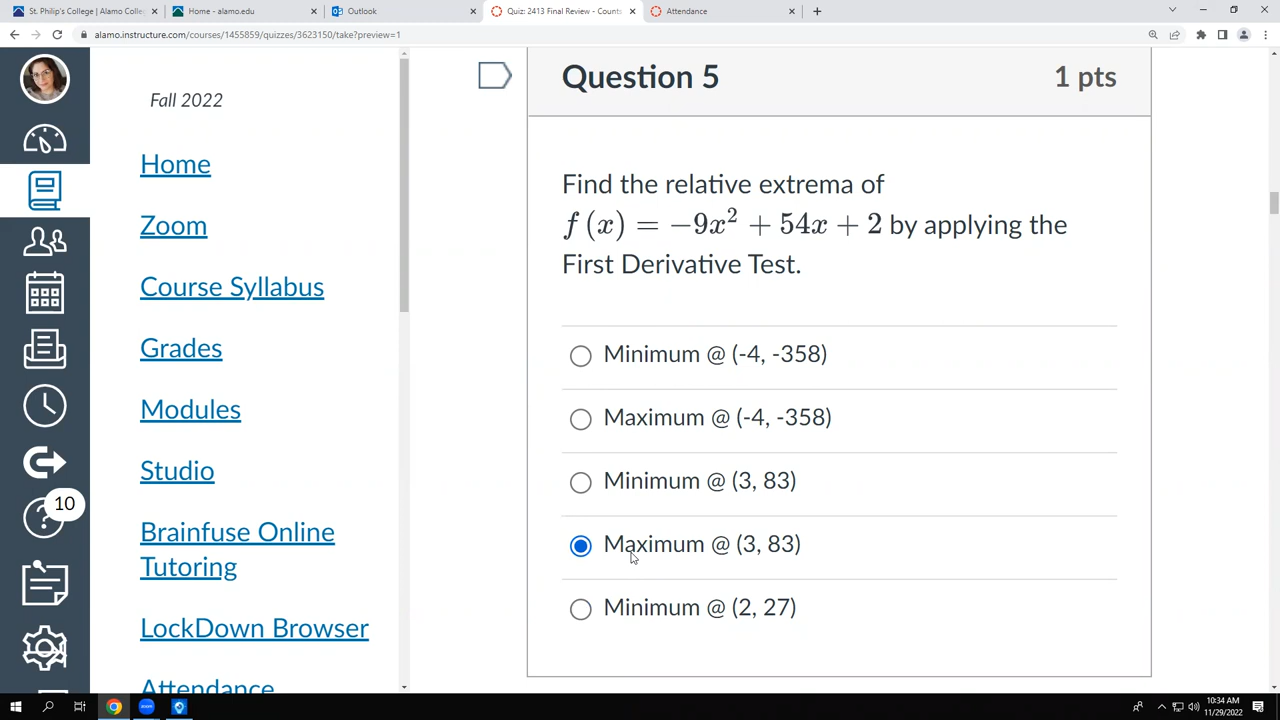 St. Philip's College | Alamo Colle
Home - alamo.edu
Outlook
Quiz: 2413 Final Review - Count
Attendance
alamo.instructure.com/courses/1455859/quizzes/3623150/take?preview=1
Fall 2022
Home
Zoom
Course Syllabus
Grades
Modules
Studio
10
Brainfuse Online
Tutoring
LockDown Browser
Attendance
Question 5
1 pts
Find the relative extrema of
f (x) = −9x² + 54x + 2 by applying the
First Derivative Test.
Minimum @ (-4, -358)
Maximum @ (-4, -358)
Minimum @ (3, 83)
Maximum @ (3, 83)
Minimum @ (2, 27)
zoom
10:34 AM
11/29/2022